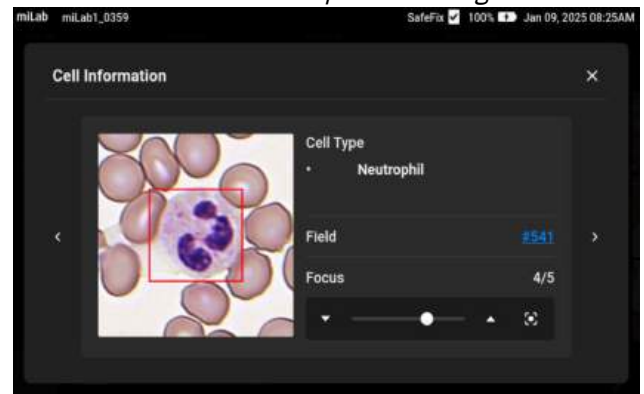 miLab miLab1_0359 SafeFix 100% Jan 09, 2025 08:25AM
Cell Information
Cell Type
• Neutrophil
Field #541
Focus 4/5